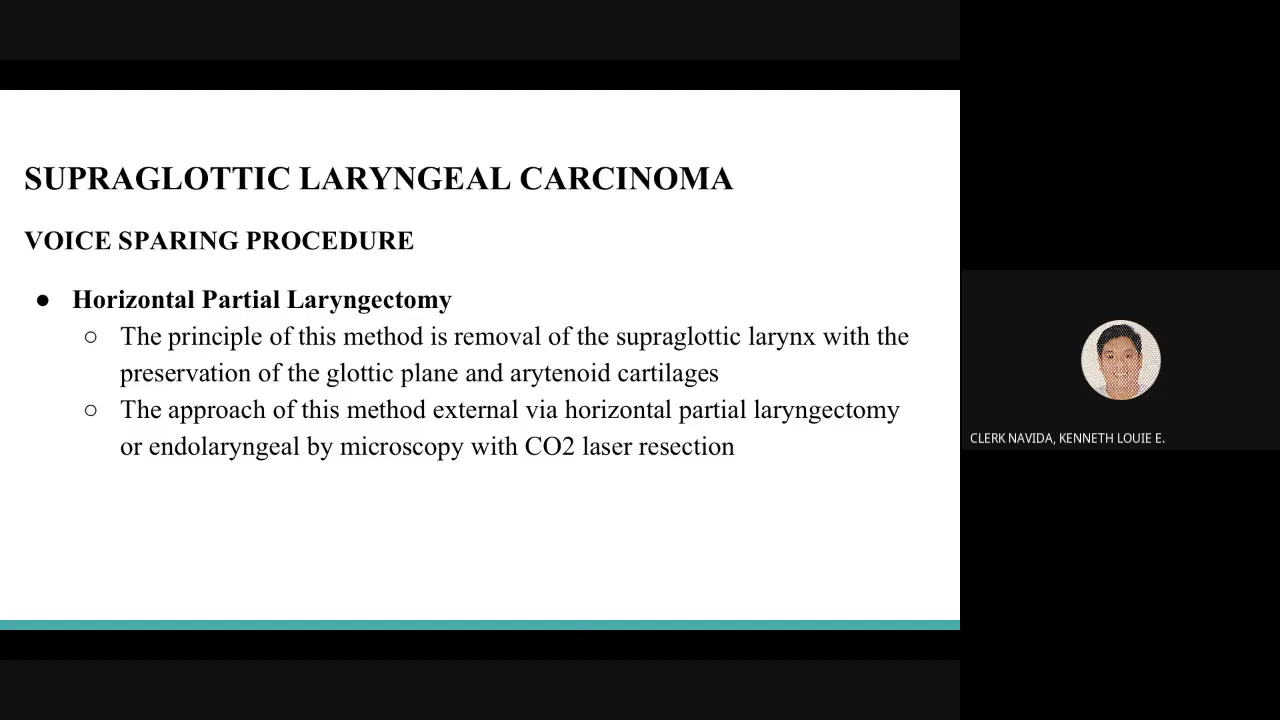 SUPRAGLOTTIC LARYNGEAL CARCINOMA
VOICE SPARING PROCEDURE
● Horizontal Partial Laryngectomy
○ The principle of this method is removal of the supraglottic larynx with the
preservation of the glottic plane and arytenoid cartilages
○ The approach of this method external via horizontal partial laryngectomy
or endolaryngeal by microscopy with CO2 laser resection
CLERK NAVIDA, KENNETH LOUIE E.